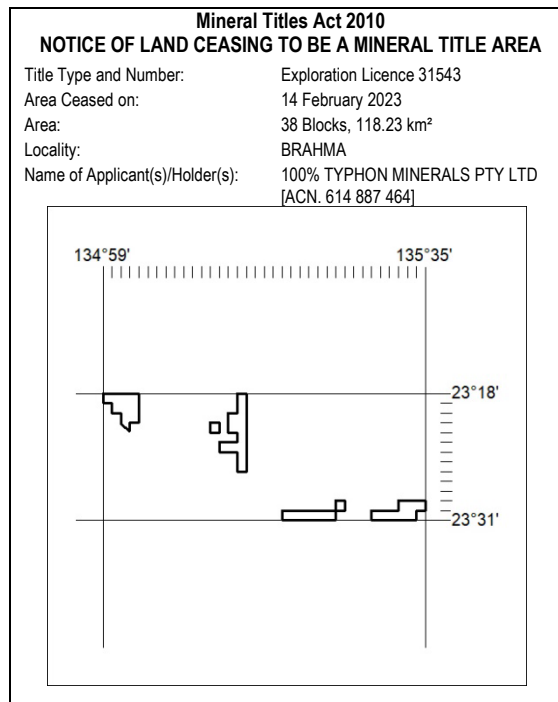 Mineral Titles Act 2010
NOTICE OF LAND CEASING TO BE A MINERAL TITLE AREA
Title Type and Number: Exploration Licence 31543
Area Ceased on: 14 February 2023
Area: 38 Blocks, 118.23 km²
Locality: BRAHMA
Name of Applicant(s)/Holder(s): 100% TYPHON MINERALS PTY LTD
[ACN. 614 887 464]
134°59' 135°35'
23°18'
23°31'